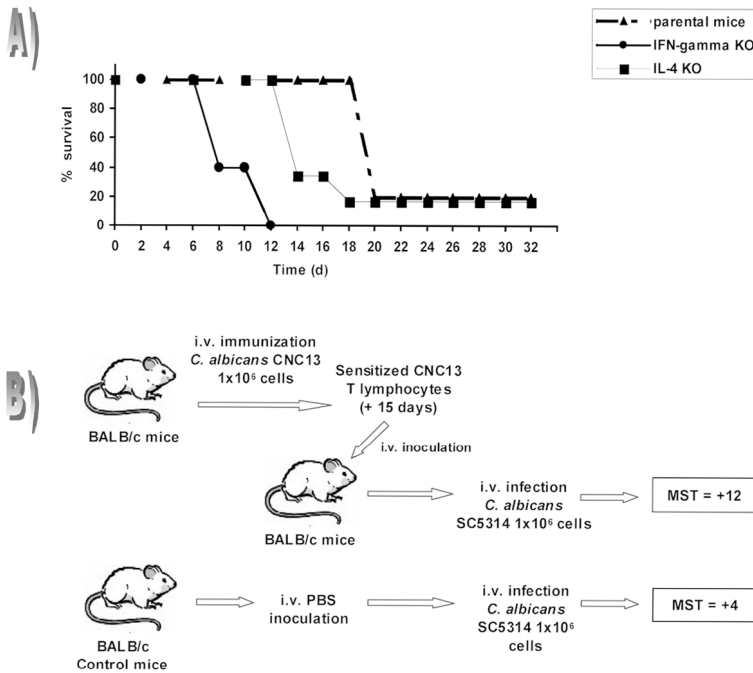 A)
parental mice
IFN-gamma KO
IL-4 KO
100
80
60
40
20
0
% survival
0 2 4 6 8 10 12 14 16 18 20 22 24 26 28 30 32
Time (d)
B)
i.v. immunization
C. albicans CNC13
1x10⁶ cells
BALB/c mice
Sensitized CNC13
T lymphocytes
(+ 15 days)
i.v. inoculation
BALB/c mice
i.v. infection
C. albicans
SC5314 1x10⁶ cells
MST = +12
BALB/c
Control mice
i.v. PBS
inoculation
i.v. infection
C. albicans
SC5314 1x10⁶
cells
MST = +4